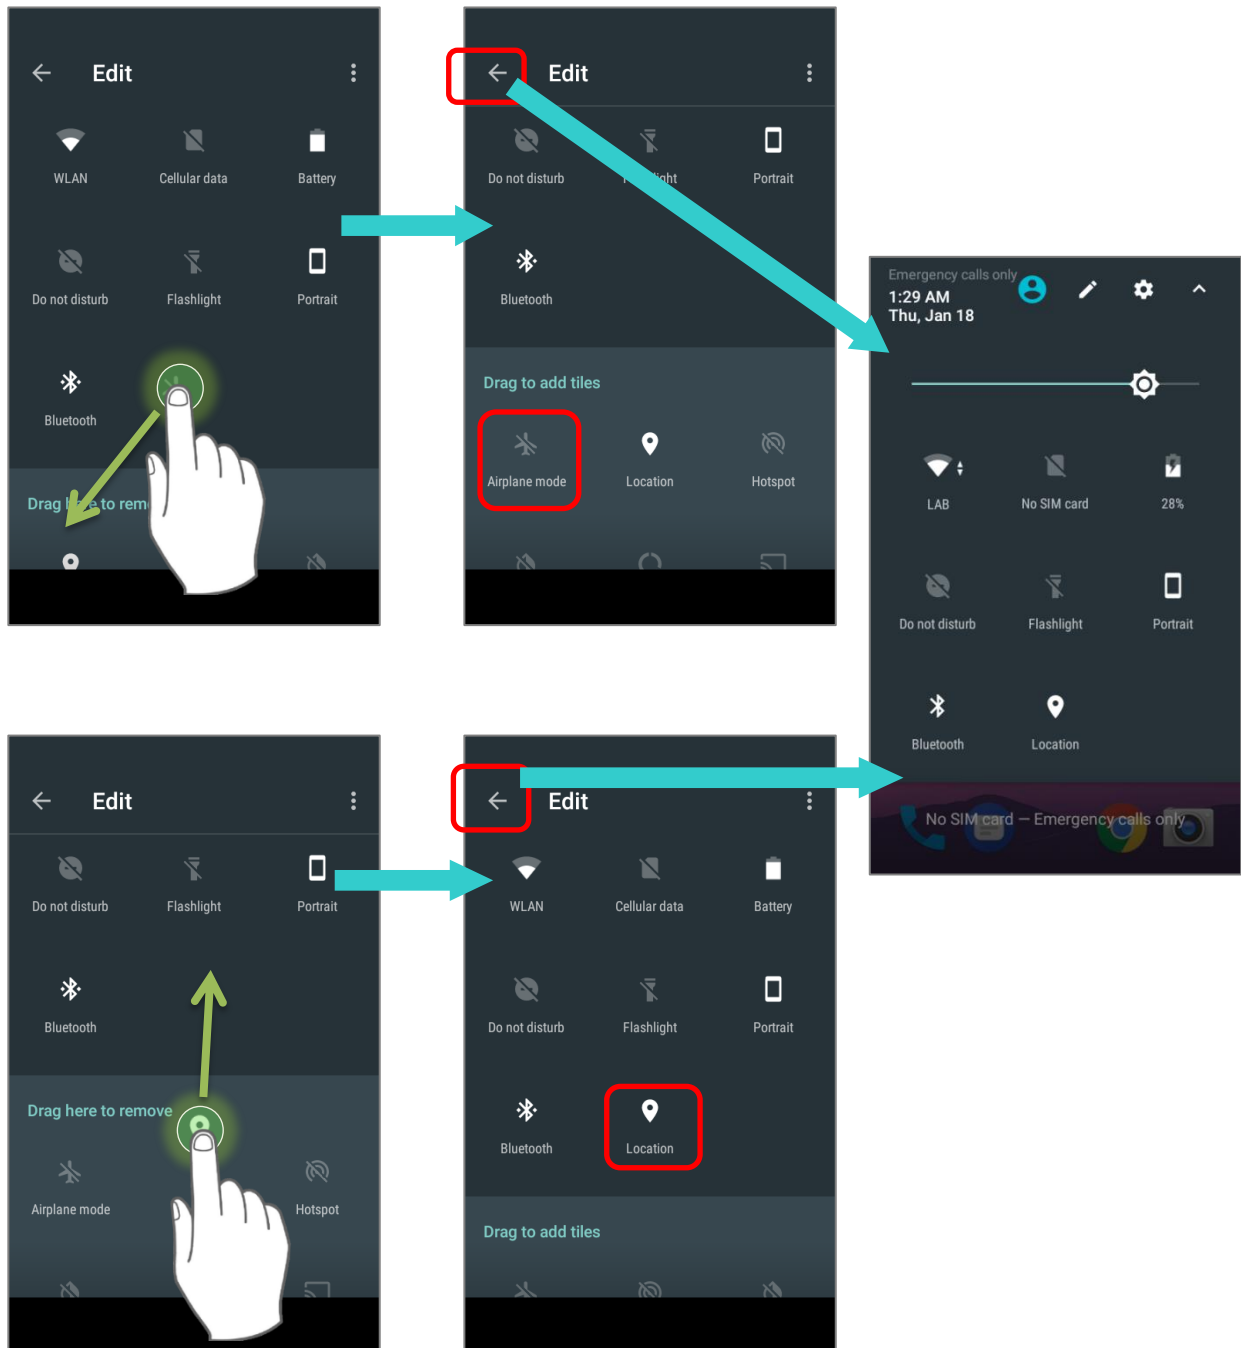 Edit
WLAN Cellular data Battery
Do not disturb Flashlight Portrait
Bluetooth
Drag here to rem
Edit
Do not disturb ight Portrait
Bluetooth
Drag to add tiles
Airplane mode Location Hotspot
Emergency calls only
1:29 AM
Thu, Jan 18
LAB No SIM card 28%
Do not disturb Flashlight Portrait
Bluetooth Location
No SIM card — Emergency calls only
Edit
Do not disturb Flashlight Portrait
Bluetooth
Drag here to remove
Airplane mode Hotspot
Edit
WLAN Cellular data Battery
Do not disturb Flashlight Portrait
Bluetooth Location
Drag to add tiles